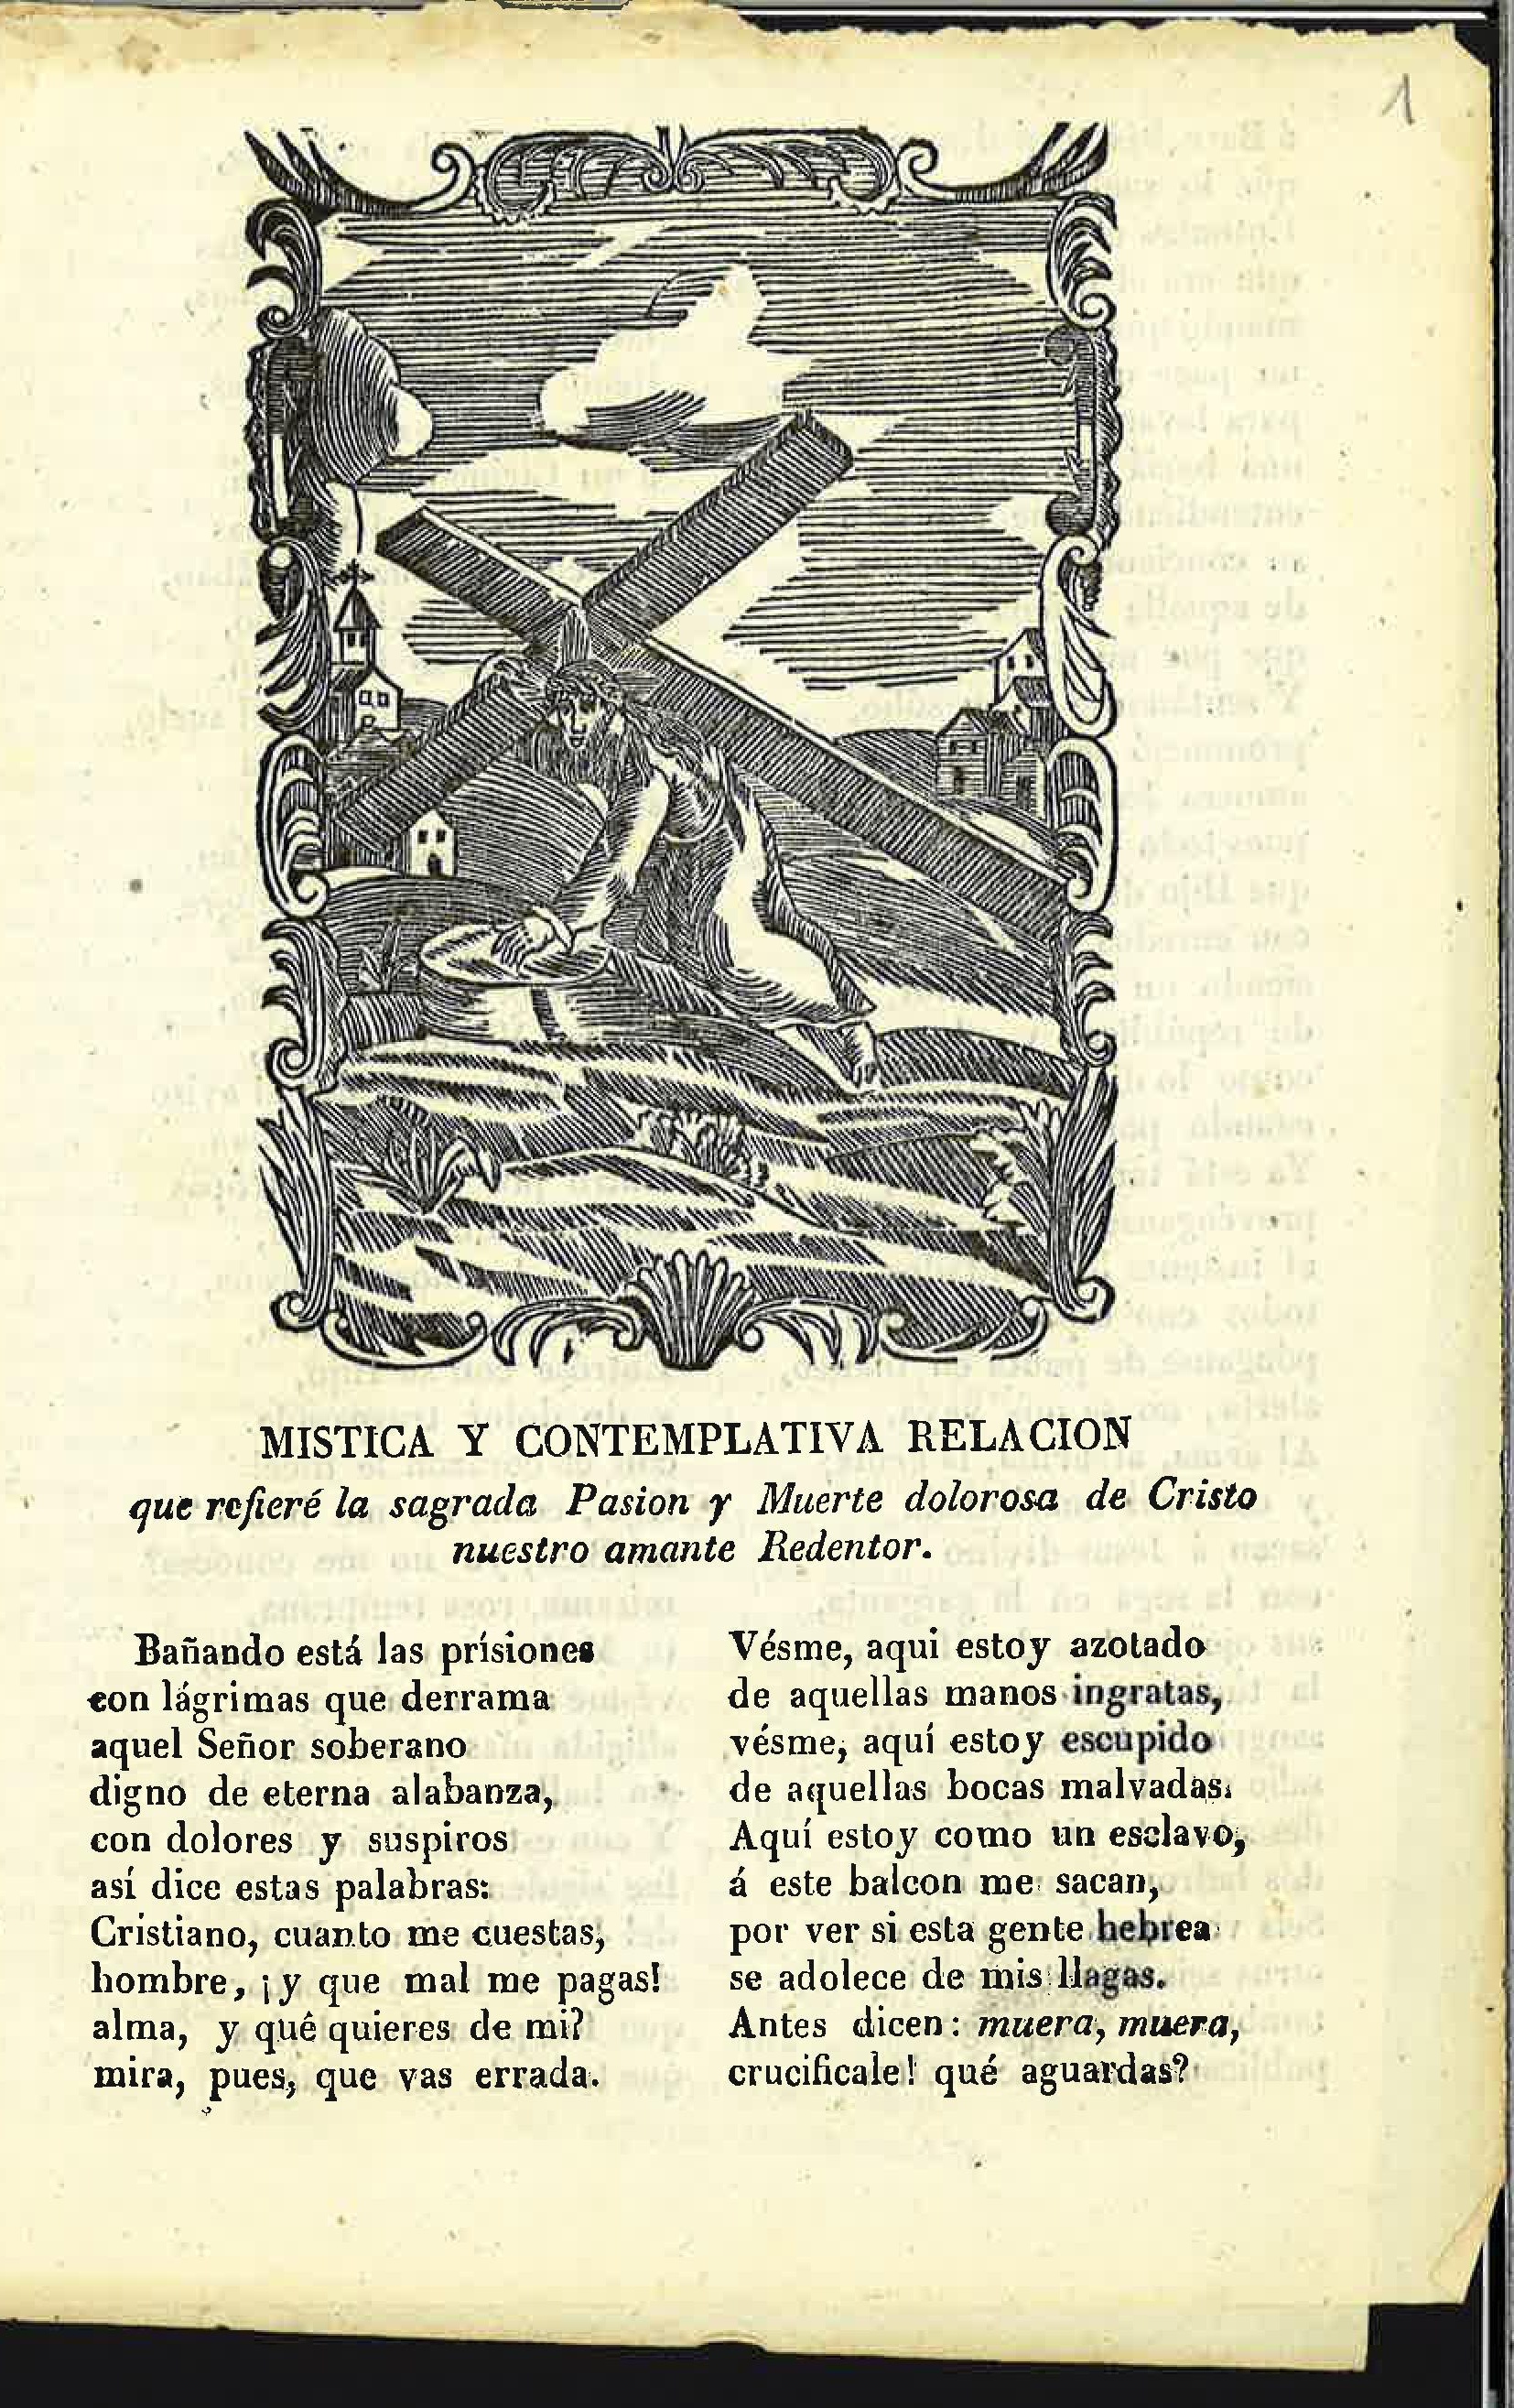 1
MISTICA Y CONTEMPLATIVA RELACION
que refieré la sagrada Pasion y Muerte dolorosa de Cristo
nuestro amante Redentor.
Bañando está las prísiones
con lágrimas que derrama
aquel Señor soberano
digno de eterna alabanza,
con dolores y suspiros
así dice estas palabras:
Cristiano, cuanto me cuestas,
hombre, ¡y que mal me pagas!
alma, y qué quieres de mi?
mira, pues, que vas errada.
Vésme, aqui estoy azotado
de aquellas manos ingratas,
vésme, aquí estoy escupido
de aquellas bocas malvadas.
Aquí estoy como un esclavo,
á este balcon me sacan,
por ver si esta gente hebrea
se adolece de mis llagas.
Antes dicen: muera, muera,
crucificale! qué aguardas?